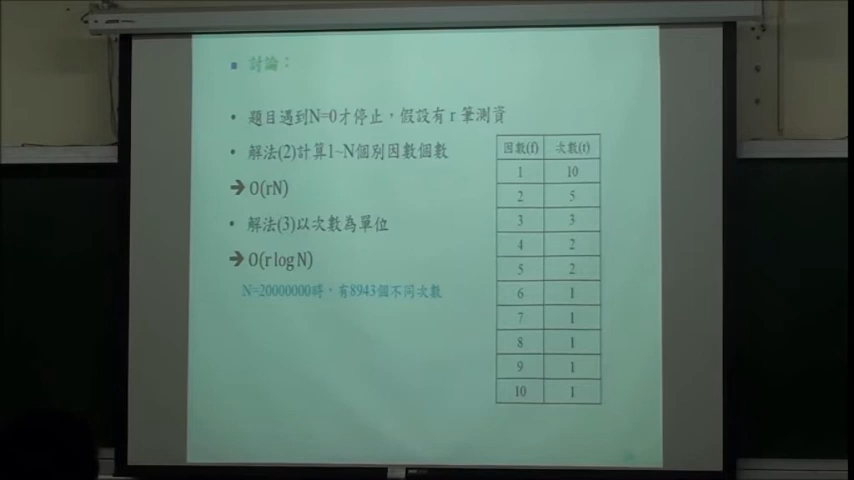 討論：
題目遇到N=0才停止，假設有 r 筆測資
解法(2)計算1~N個別因數個數
→ O(rN)
解法(3)以次數為單位
→ O(r log N)
N=20000000時，有8943個不同次數
因數(f) 次數(t)
1 10
2 5
3 3
4 2
5 2
6 1
7 1
8 1
9 1
10 1